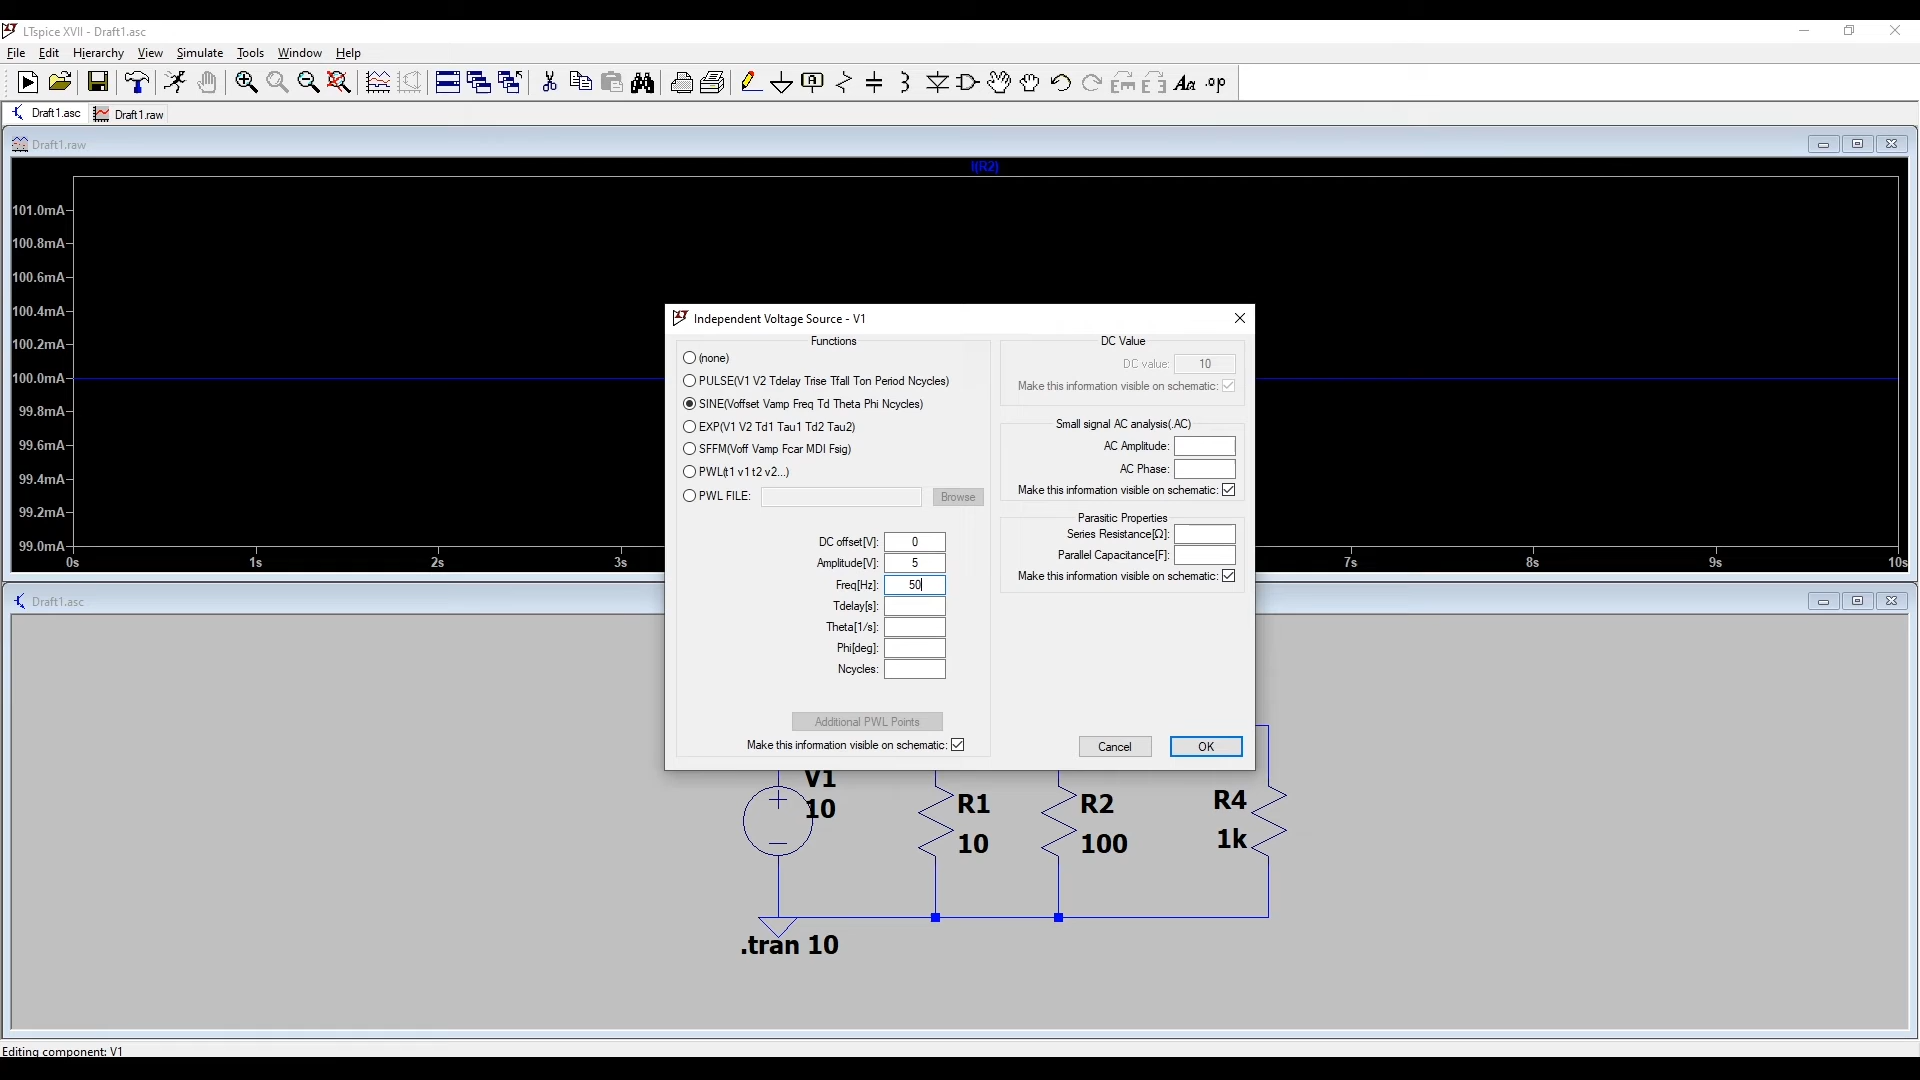 LTspice XVII - Draft1.asc
File Edit Hierarchy View Simulate Tools Window Help
Draft1.asc Draft1.raw
Draft1.raw
I(R2)
101.0mA
100.8mA
100.6mA
100.4mA
100.2mA
100.0mA
99.8mA
99.6mA
99.4mA
99.2mA
99.0mA
0s 1s 2s 3s 7s 8s 9s 10s
Independent Voltage Source - V1
Functions
(none)
PULSE(V1 V2 Tdelay Trise Tfall Ton Period Ncycles)
SINE(Voffset Vamp Freq Td Theta Phi Ncycles)
EXP(V1 V2 Td1 Tau1 Td2 Tau2)
SFFM(Voff Vamp Fcar MDI Fsig)
PWL(t1 v1 t2 v2...)
PWL FILE: Browse
DC offset[V]: 0
Amplitude[V]: 5
Freq[Hz]: 50
Tdelay[s]:
Theta[1/s]:
Phi[deg]:
Ncycles:
Additional PWL Points
Make this information visible on schematic:
DC Value
DC value: 10
Make this information visible on schematic:
Small signal AC analysis(.AC)
AC Amplitude:
AC Phase:
Make this information visible on schematic:
Parasitic Properties
Series Resistance[Ω]:
Parallel Capacitance[F]:
Make this information visible on schematic:
Cancel OK
Draft1.asc
V1
10
R1
10
R2
100
R4
1k
.tran 10
Editing component: V1